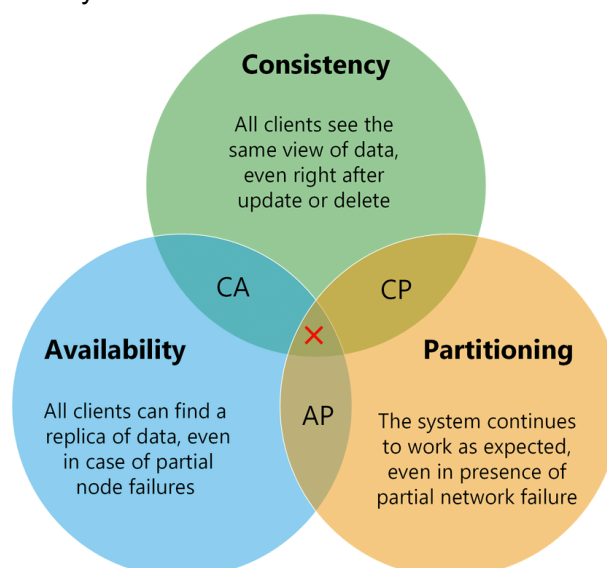 Consistency
All clients see the
same view of data,
even right after
update or delete
CA
CP
Availability
All clients can find a
replica of data, even
in case of partial
node failures
AP
Partitioning
The system continues
to work as expected,
even in presence of
partial network failure